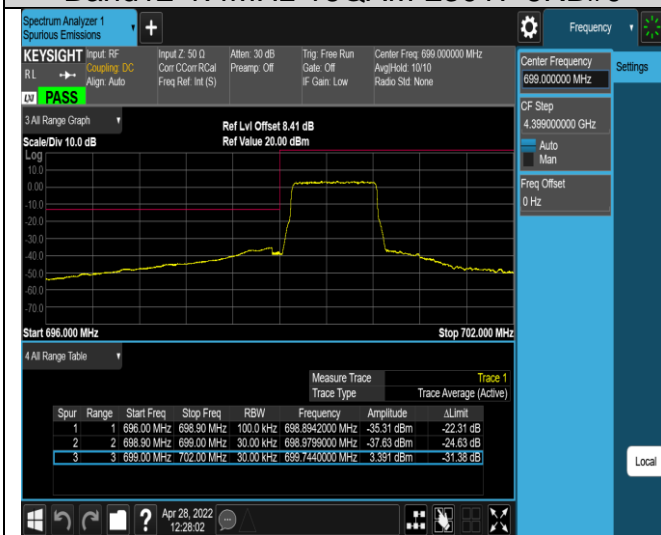 Spectrum Analyzer 1
Spurious Emissions
Frequency
KEYSIGHT
RL
PASS
Input: RF
Coupling: DC
Align: Auto
Input Z: 50 Ω
Corr CCorr RCal
Freq Ref: Int (S)
Atten: 30 dB
Preamp: Off
Trig: Free Run
Gate: Off
IF Gain: Low
Center Freq: 699.000000 MHz
Avg|Hold: 10/10
Radio Std: None
Center Frequency
699.000000 MHz
Settings
CF Step
4.399000000 GHz
Auto
Man
Freq Offset
0 Hz
3 All Range Graph
Scale/Div 10.0 dB
Ref Lvl Offset 8.41 dB
Ref Value 20.00 dBm
Log
10.0
0.00
-10.0
-20.0
-30.0
-40.0
-50.0
-60.0
-70.0
Start 696.000 MHz
Stop 702.000 MHz
4 All Range Table
Measure Trace Trace 1
Trace Type Trace Average (Active)
Spur Range Start Freq Stop Freq RBW Frequency Amplitude ΔLimit
1 1 696.00 MHz 698.90 MHz 100.0 kHz 698.8942000 MHz -35.31 dBm -22.31 dB
2 2 698.90 MHz 699.00 MHz 30.00 kHz 698.9799000 MHz -37.63 dBm -24.63 dB
3 3 699.00 MHz 702.00 MHz 30.00 kHz 699.7440000 MHz 3.391 dBm -31.38 dB
Local
Apr 28, 2022
12:28:02